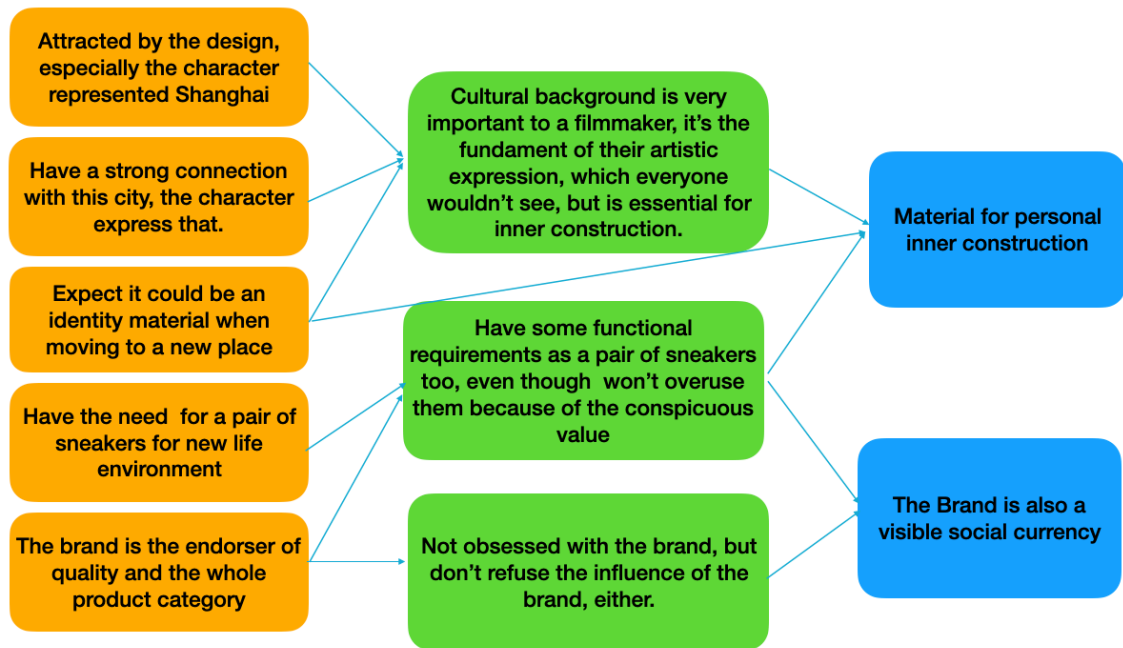 Attracted by the design,
especially the character
represented Shanghai
Have a strong connection
with this city, the character
express that.
Expect it could be an
identity material when
moving to a new place
Have the need for a pair of
sneakers for new life
environment
The brand is the endorser of
quality and the whole
product category
Cultural background is very
important to a filmmaker, it's the
fundament of their artistic
expression, which everyone
wouldn't see, but is essential for
inner construction.
Have some functional
requirements as a pair of sneakers
too, even though won't overuse
them because of the conspicuous
value
Not obsessed with the brand, but
don't refuse the influence of the
brand, either.
Material for personal
inner construction
The Brand is also a
visible social currency